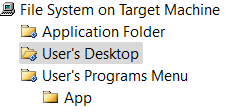 File System on Target Machine
Application Folder
User's Desktop
User's Programs Menu
App